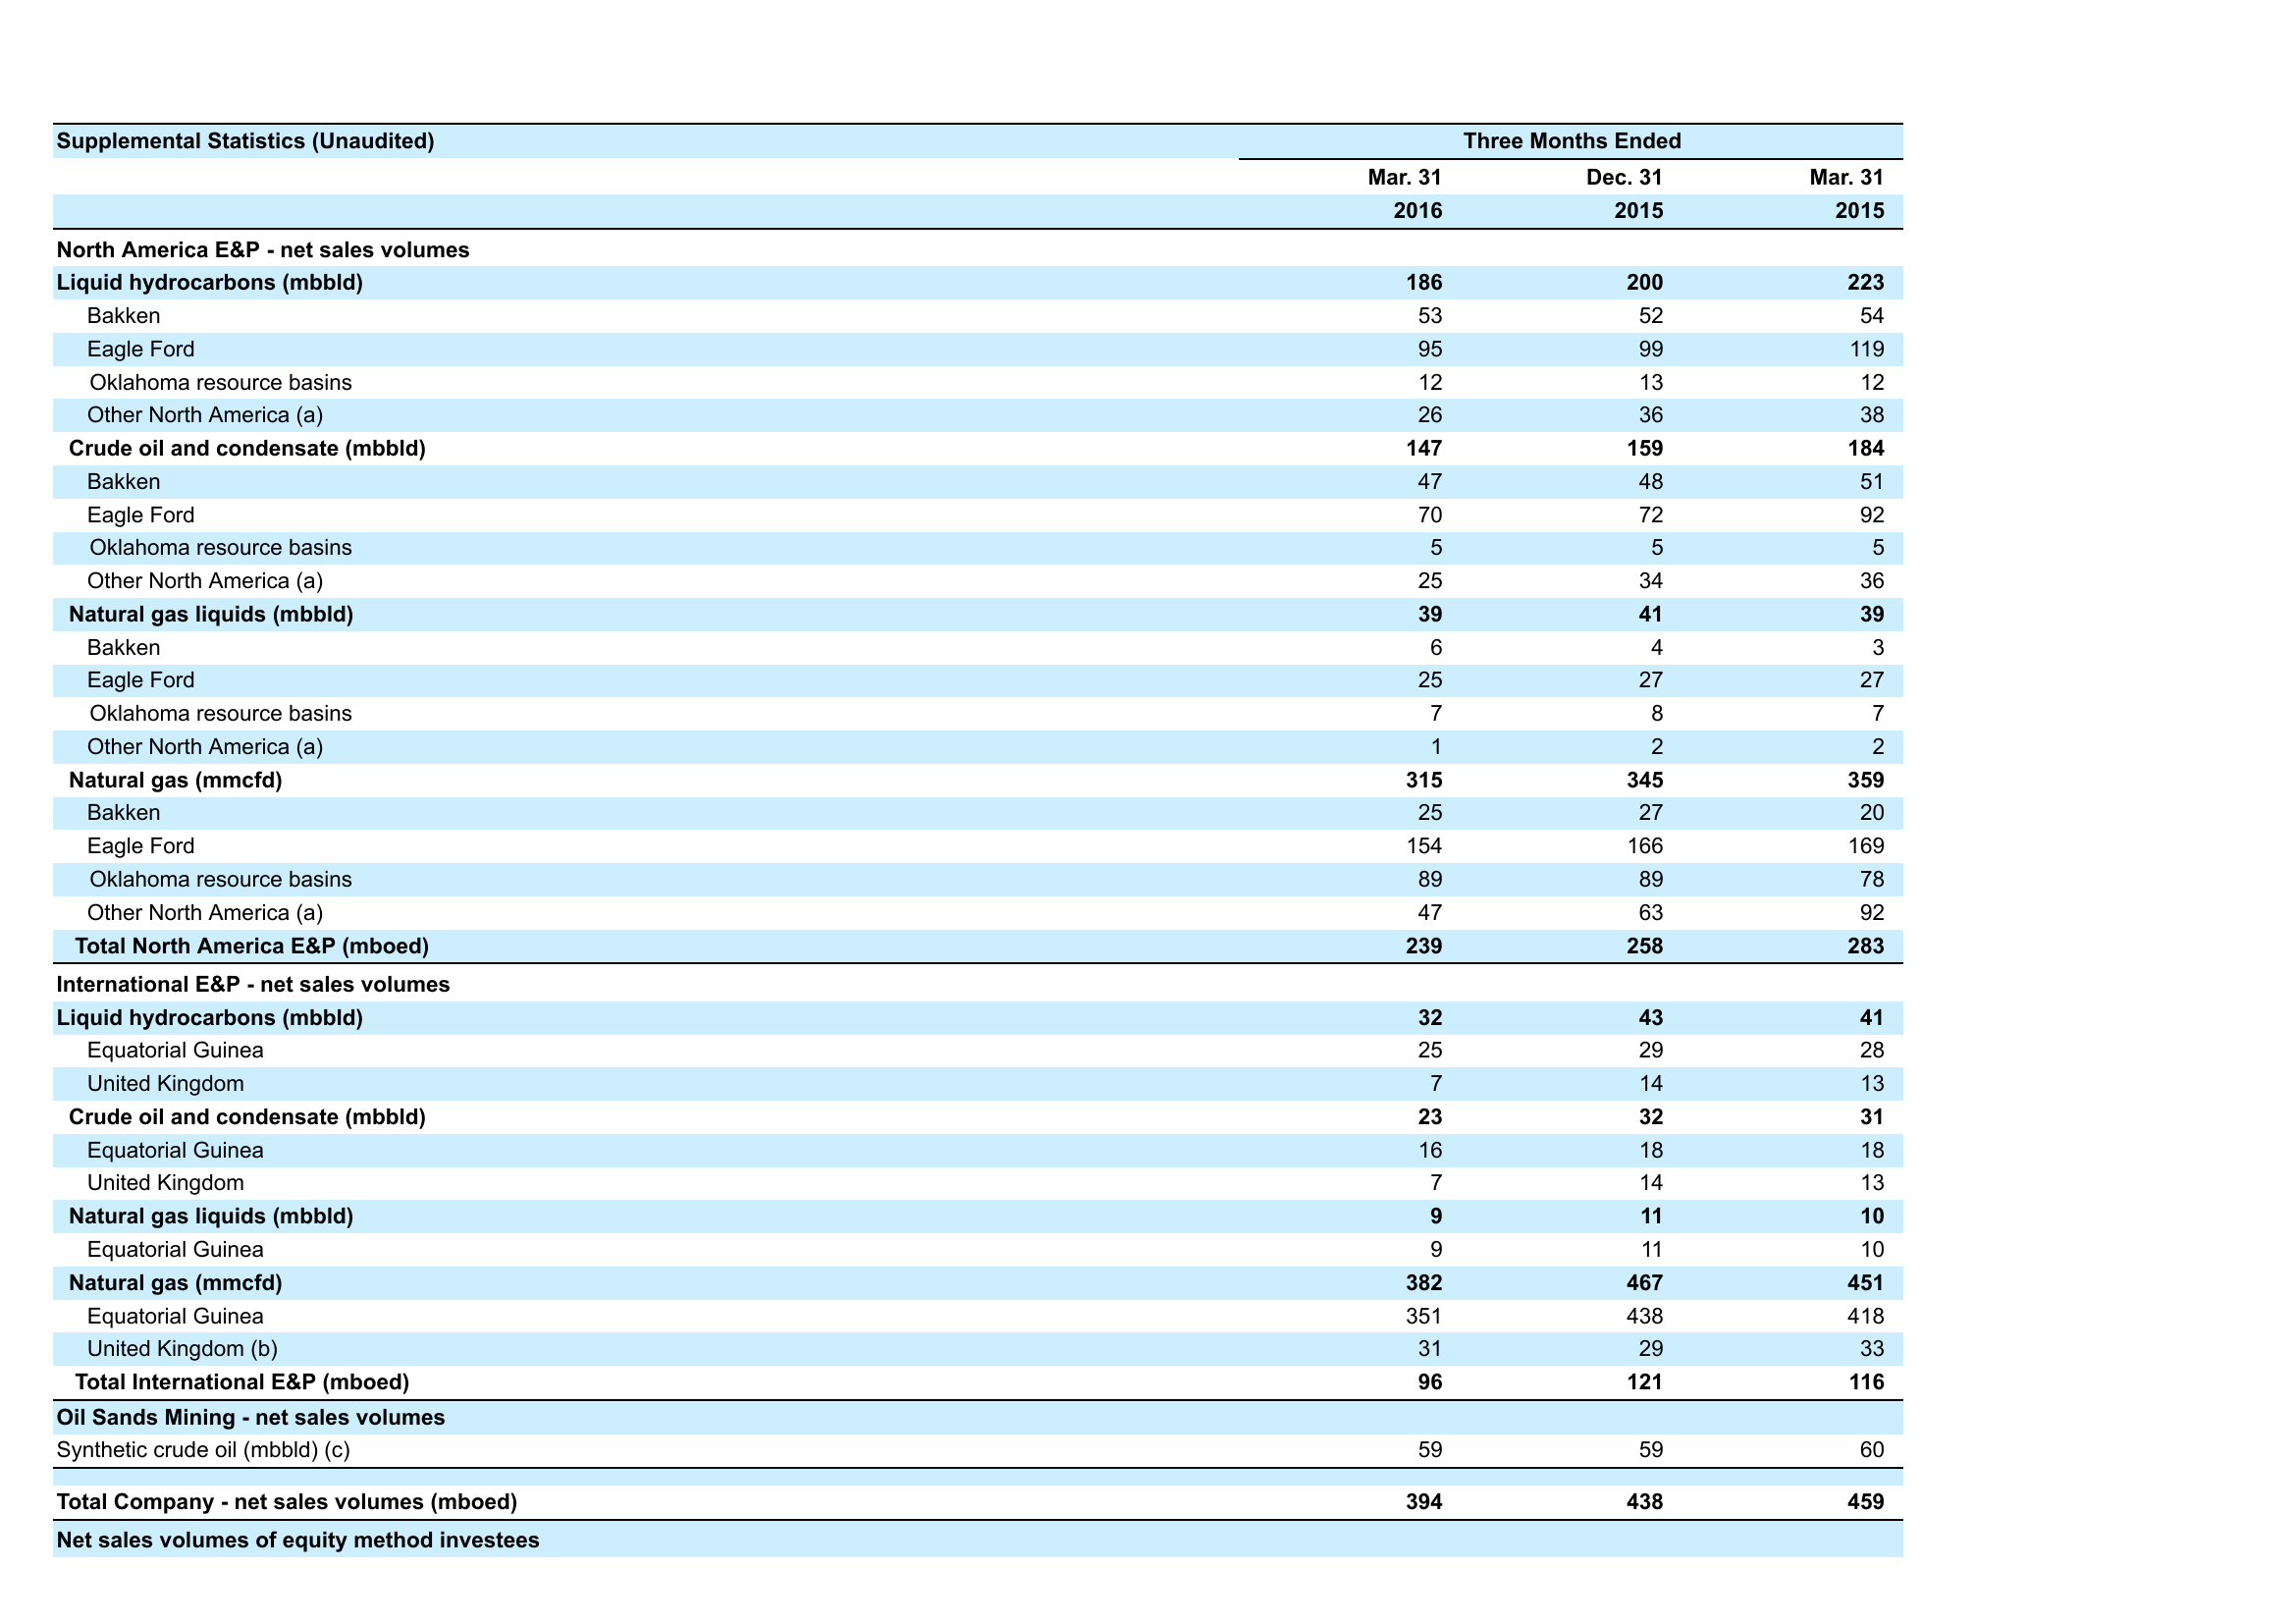 Supplemental Statistics (Unaudited) Three Months Ended
Mar. 31 Dec. 31 Mar. 31
2016 2015 2015
North America E&P - net sales volumes
Liquid hydrocarbons (mbbld) 186 200 223
Bakken 53 52 54
Eagle Ford 95 99 119
Oklahoma resource basins 12 13 12
Other North America (a) 26 36 38
Crude oil and condensate (mbbld) 147 159 184
Bakken 47 48 51
Eagle Ford 70 72 92
Oklahoma resource basins 5 5 5
Other North America (a) 25 34 36
Natural gas liquids (mbbld) 39 41 39
Bakken 6 4 3
Eagle Ford 25 27 27
Oklahoma resource basins 7 8 7
Other North America (a) 1 2 2
Natural gas (mmcfd) 315 345 359
Bakken 25 27 20
Eagle Ford 154 166 169
Oklahoma resource basins 89 89 78
Other North America (a) 47 63 92
Total North America E&P (mboed) 239 258 283
International E&P - net sales volumes
Liquid hydrocarbons (mbbld) 32 43 41
Equatorial Guinea 25 29 28
United Kingdom 7 14 13
Crude oil and condensate (mbbld) 23 32 31
Equatorial Guinea 16 18 18
United Kingdom 7 14 13
Natural gas liquids (mbbld) 9 11 10
Equatorial Guinea 9 11 10
Natural gas (mmcfd) 382 467 451
Equatorial Guinea 351 438 418
United Kingdom (b) 31 29 33
Total International E&P (mboed) 96 121 116
Oil Sands Mining - net sales volumes
Synthetic crude oil (mbbld) (c) 59 59 60
Total Company - net sales volumes (mboed) 394 438 459
Net sales volumes of equity method investees